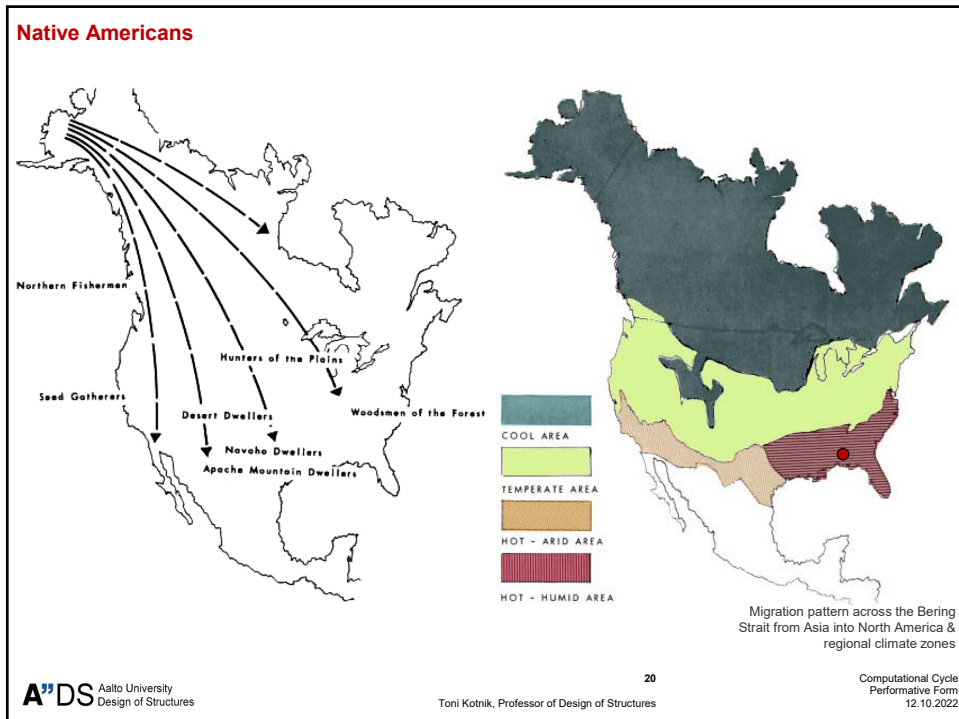 Native Americans
Northern Fishermen
Hunters of the Plains
Seed Gatherers
Desert Dwellers
Woodsmen of the Forest
Navoho Dwellers
Apache Mountain Dwellers
COOL AREA
TEMPERATE AREA
HOT - ARID AREA
HOT - HUMID AREA
Migration pattern across the Bering
Strait from Asia into North America &
regional climate zones
A”DS Aalto University
Design of Structures
20
Toni Kotnik, Professor of Design of Structures
Computational Cycle
Performative Form
12.10.2022